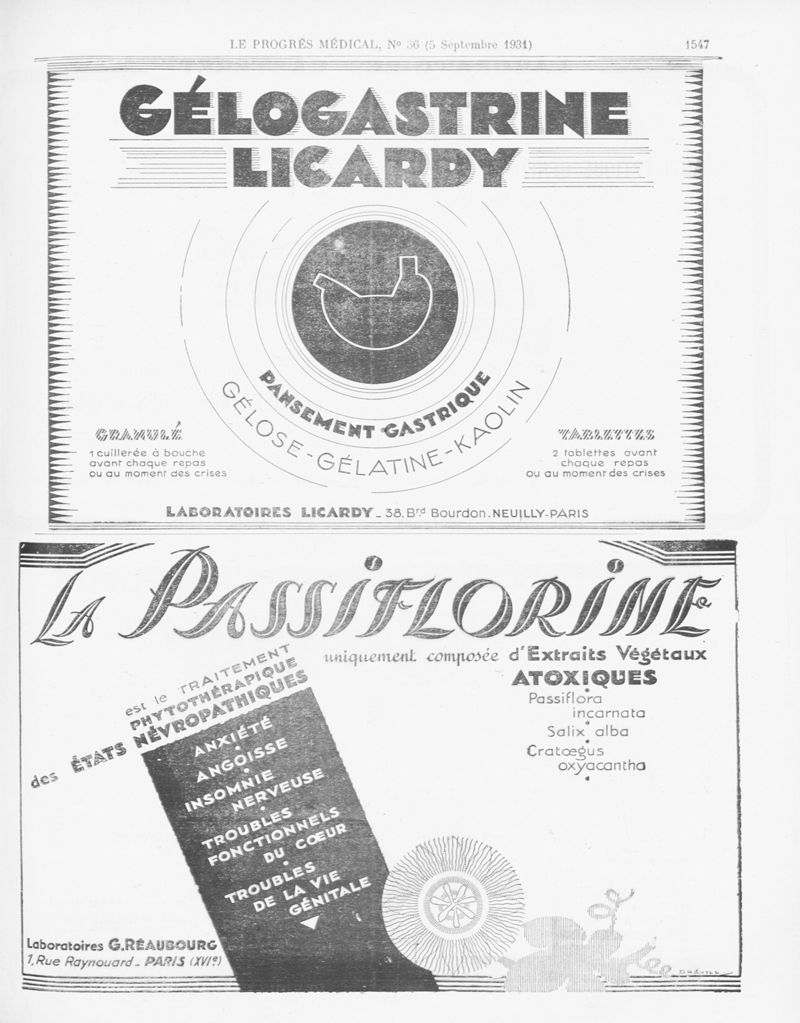 LE PROGRÈS MÉDICAL, Nº 36 (5 Septembre 1931)
1547
GÉLOGASTRINE
LICARDY
PANSEMENT GASTRIQUE
GÉLOSE-GÉLATINE-KAOLIN
GRANULÉ
1 cuillerée à bouche
avant chaque repas
ou au moment des crises
TABLETTES
2 tablettes avant
chaque repas
ou au moment des crises
LABORATOIRES LICARDY _ 38. Brd Bourdon. NEUILLY-PARIS
LA PASSIFLORINE
uniquement composée d'Extraits Végétaux
ATOXIQUES
Passiflora
incarnata
Salix alba
Cratœgus
oxyacantha
est le TRAITEMENT
PHYTOTHÉRAPIQUE
des ÉTATS NÉVROPATHIQUES
ANXIÉTÉ
ANGOISSE
INSOMNIE
NERVEUSE
TROUBLES
FONCTIONNELS
DU CŒUR
TROUBLES
DE LA VIE
GÉNITALE
Laboratoires G.RÉAUBOURG
1, Rue Raynouard _ PARIS (XVIe)